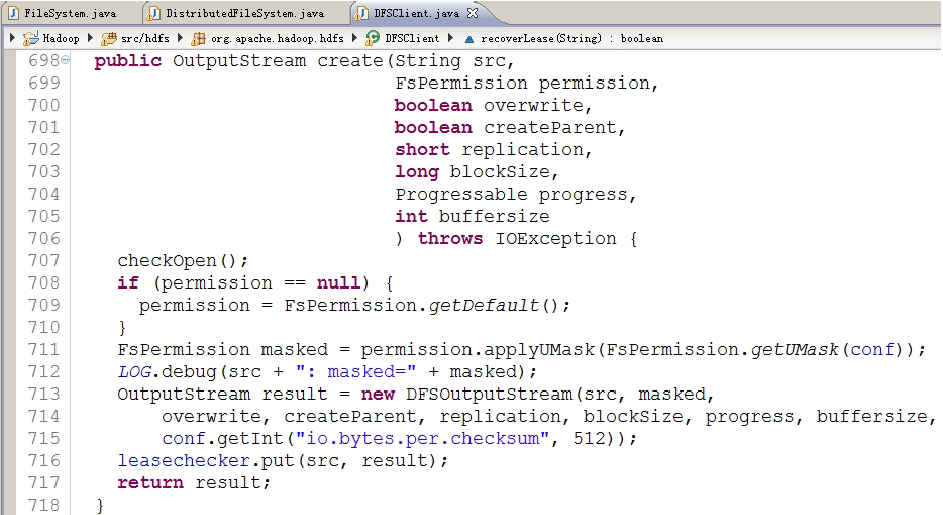 FileSystem.java DistributedFileSystem.java DFSClient.java
Hadoop src/hdfs org.apache.hadoop.hdfs DFSClient recoverLease(String) : boolean
698 public OutputStream create(String src,
699 FsPermission permission,
700 boolean overwrite,
701 boolean createParent,
702 short replication,
703 long blockSize,
704 Progressable progress,
705 int buffersize
706 ) throws IOException {
707 checkOpen();
708 if (permission == null) {
709 permission = FsPermission.getDefault();
710 }
711 FsPermission masked = permission.applyUMask(FsPermission.getUMask(conf));
712 LOG.debug(src + ": masked=" + masked);
713 OutputStream result = new DFSOutputStream(src, masked,
714 overwrite, createParent, replication, blockSize, progress, buffersize,
715 conf.getInt("io.bytes.per.checksum", 512));
716 leasechecker.put(src, result);
717 return result;
718 }